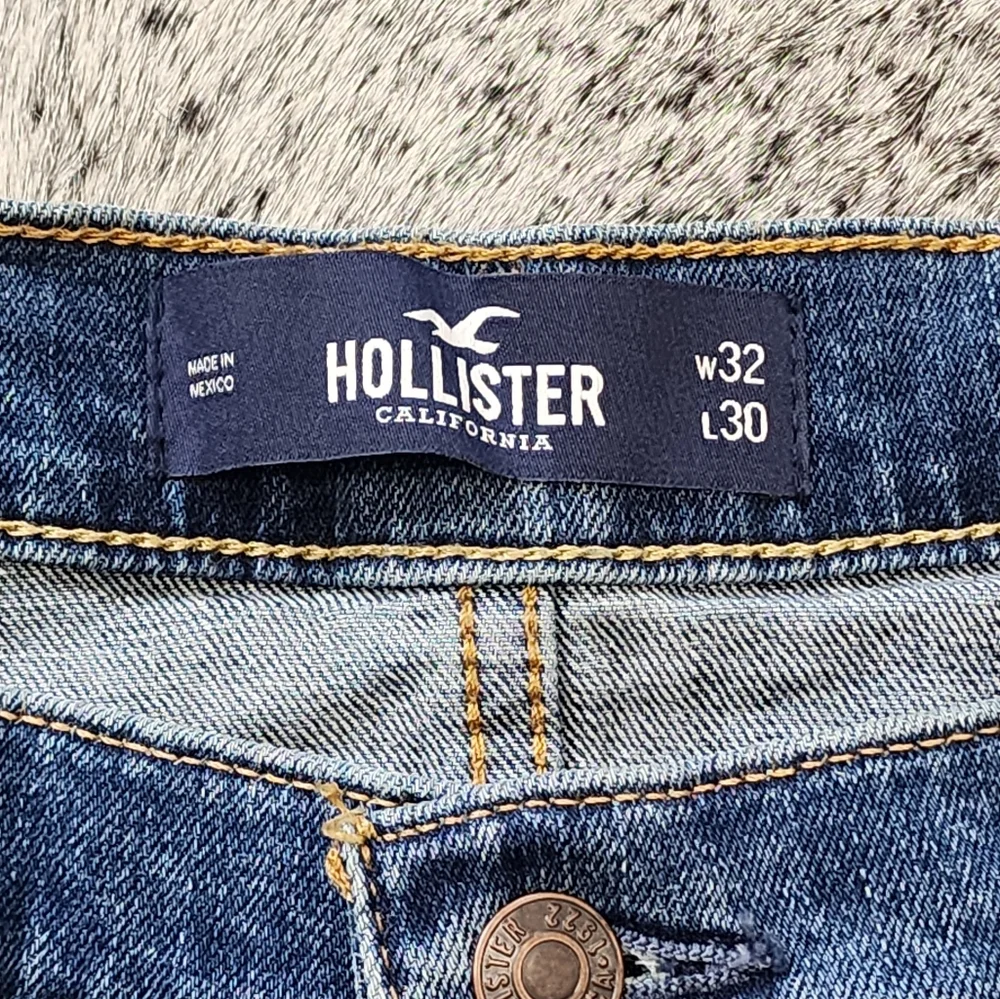 MADE IN
MEXICO
HOLLISTER
CALIFORNIA
W32
L30